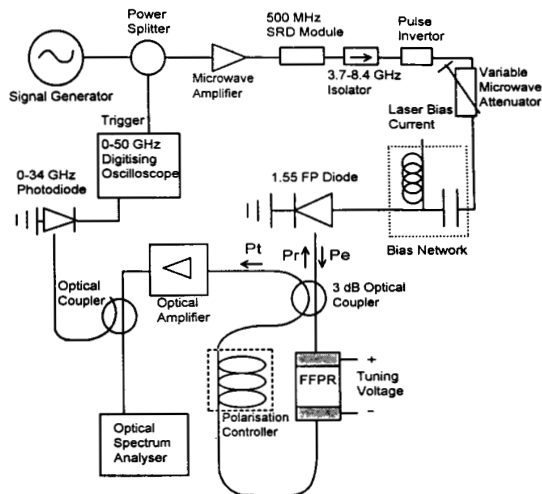 Power
Splitter
500 MHz
SRD Module
Pulse
Invertor
Signal Generator
Microwave
Amplifier
3.7-8.4 GHz
Isolator
Variable
Microwave
Attenuator
Trigger
Laser Bias
Current
0-50 GHz
Digitising
Oscilloscope
0-34 GHz
Photodiode
1.55 FP Diode
Bias Network
Pt
Pr
Pe
Optical
Coupler
Optical
Amplifier
3 dB Optical
Coupler
FFPR
+
Tuning
Voltage
-
Polarisation
Controller
Optical
Spectrum
Analyser